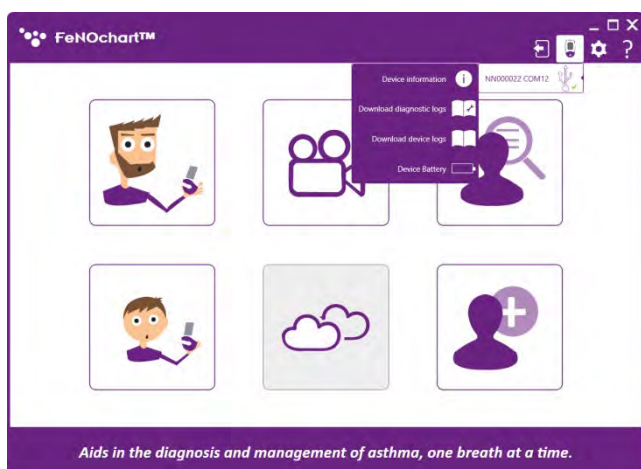 FeNOchart™
?
Device information i
NN000022 COM12
Download diagnostic logs
Download device logs
Device Battery
Aids in the diagnosis and management of asthma, one breath at a time.